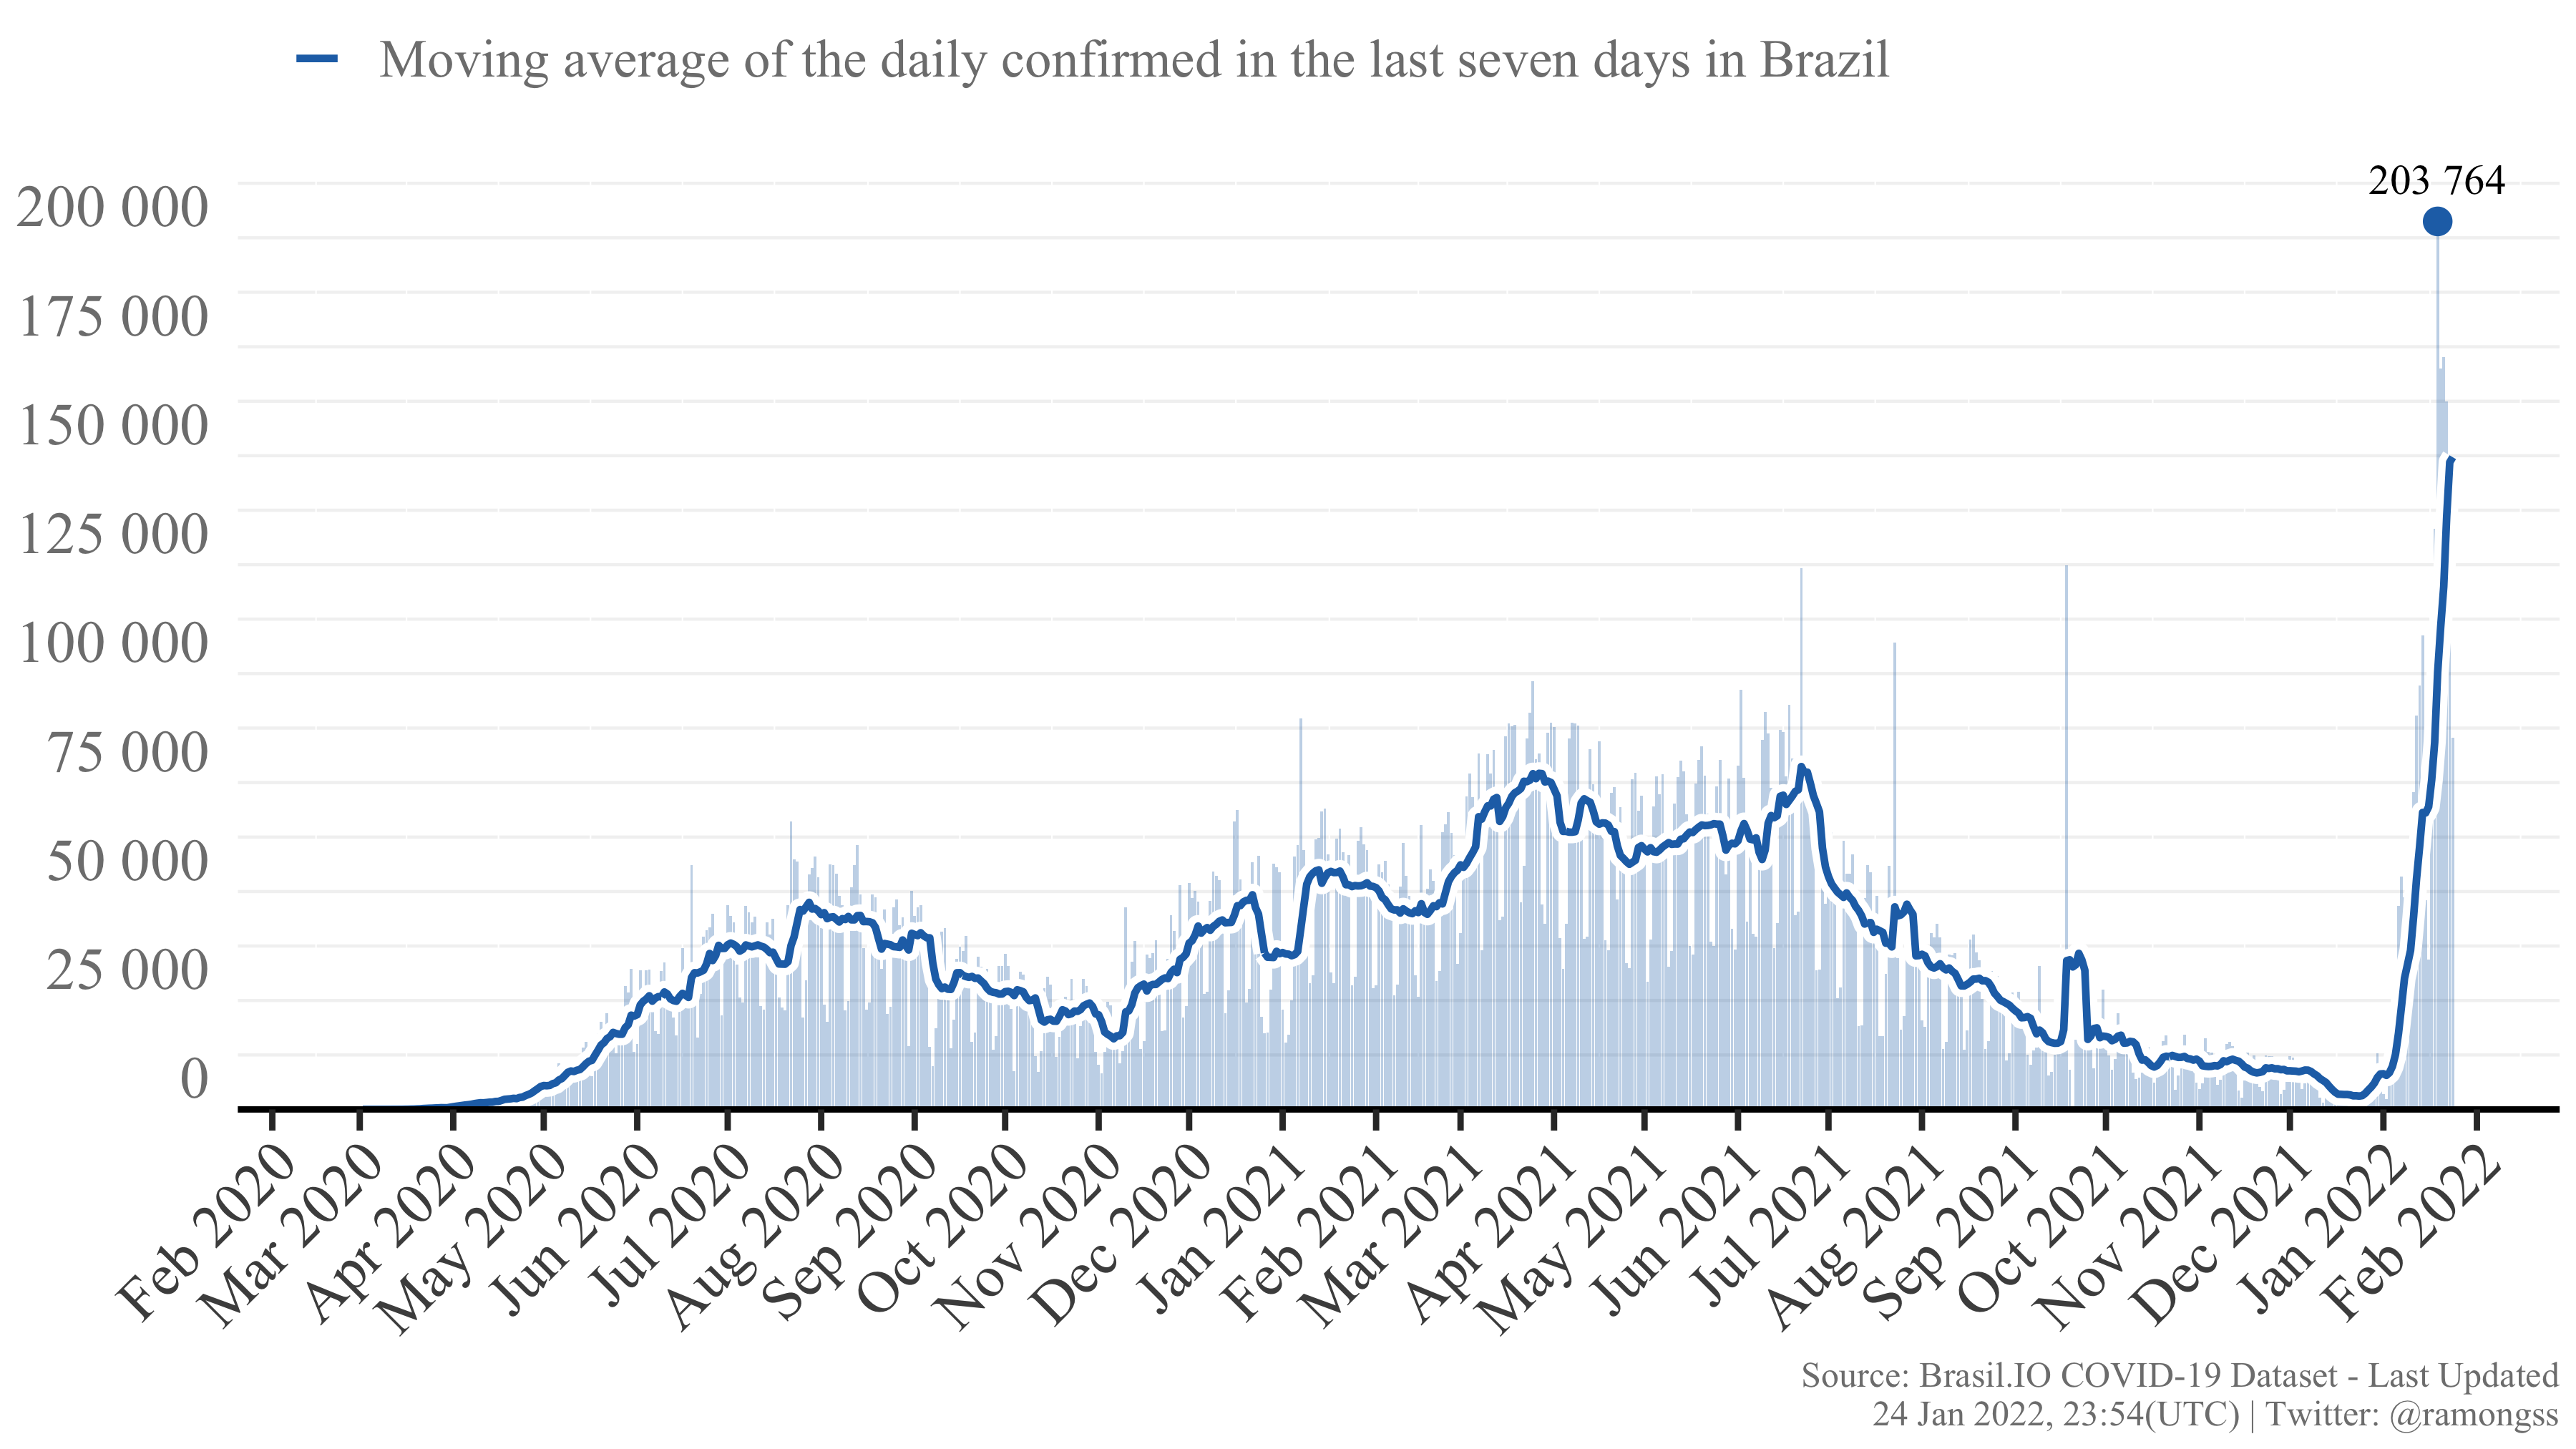 Moving average of the daily confirmed in the last seven days in Brazil
203 764
200 000
175 000
150 000
125 000
100 000
75 000
50 000
25 000
0
Feb 2020
Mar 2020
Apr 2020
May 2020
Jun 2020
Jul 2020
Aug 2020
Sep 2020
Oct 2020
Nov 2020
Dec 2020
Jan 2021
Feb 2021
Mar 2021
Apr 2021
May 2021
Jun 2021
Jul 2021
Aug 2021
Sep 2021
Oct 2021
Nov 2021
Dec 2021
Jan 2022
Feb 2022
Source: Brasil.IO COVID-19 Dataset - Last Updated
24 Jan 2022, 23:54(UTC) | Twitter: @ramongss